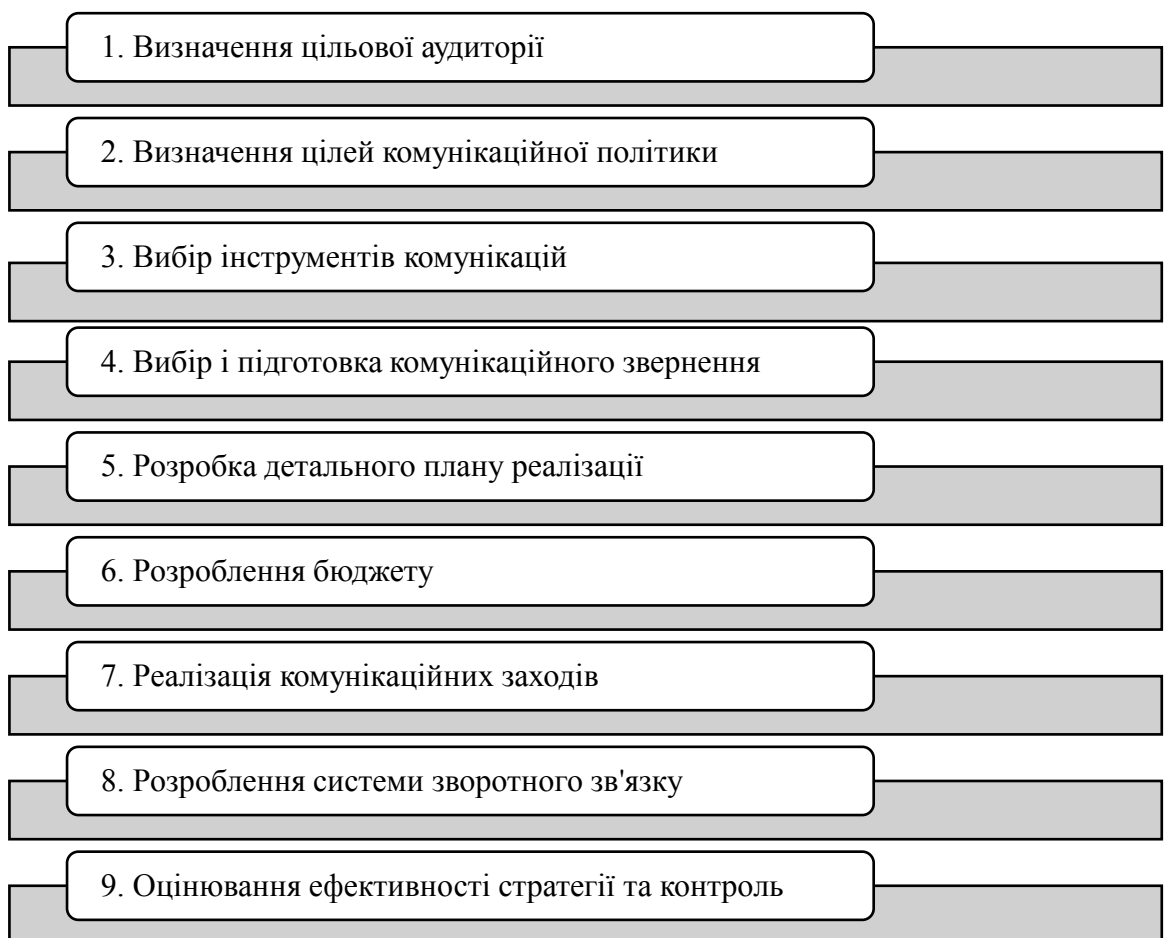 1. Визначення цільової аудиторії
2. Визначення цілей комунікаційної політики
3. Вибір інструментів комунікацій
4. Вибір і підготовка комунікаційного звернення
5. Розробка детального плану реалізації
6. Розроблення бюджету
7. Реалізація комунікаційних заходів
8. Розроблення системи зворотного зв'язку
9. Оцінювання ефективності стратегії та контроль